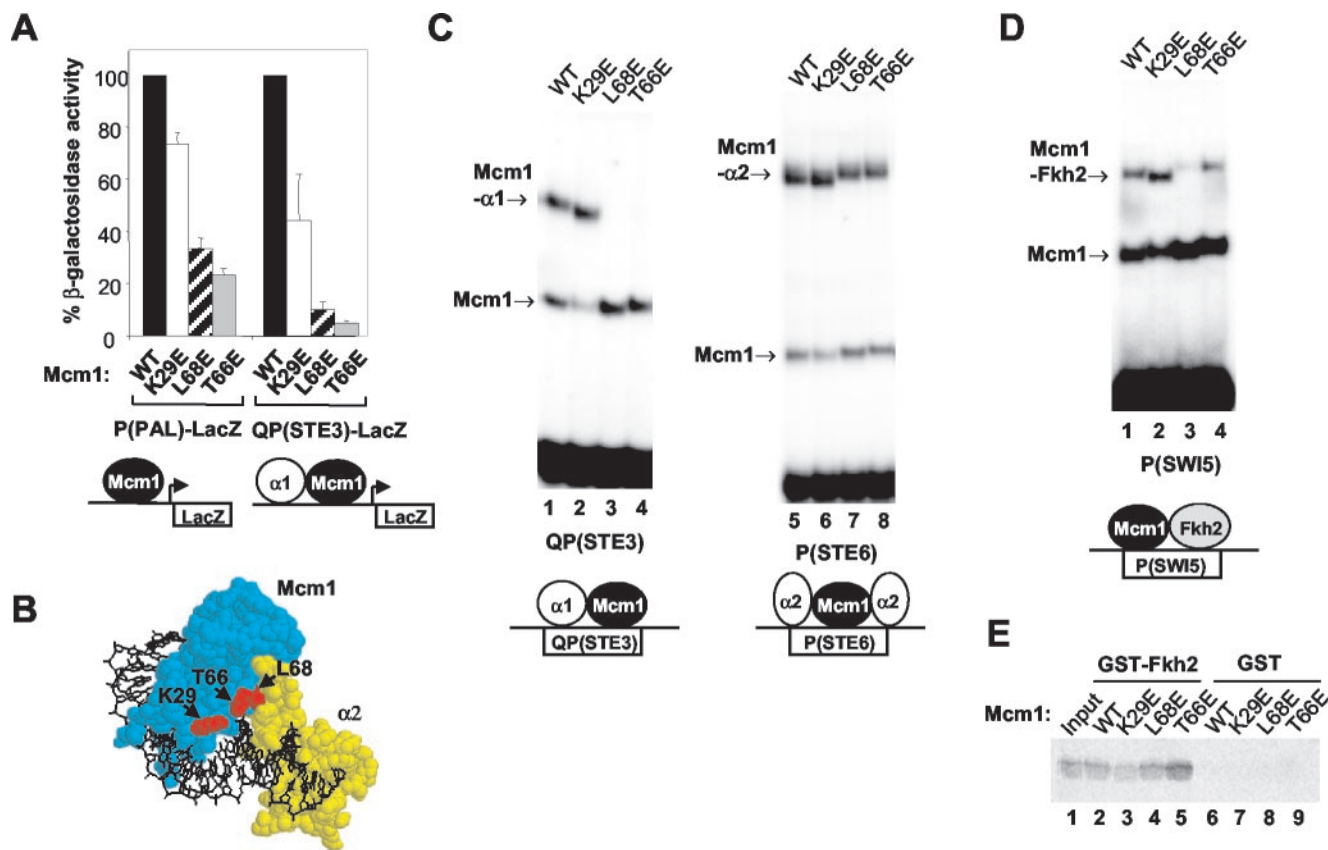 A
% β-galactosidase activity
100
80
60
40
20
0
Mcm1:
WT K29E L68E T66E
WT K29E L68E T66E
P(PAL)-LacZ
QP(STE3)-LacZ
Mcm1
LacZ
α1 Mcm1
LacZ
B
Mcm1
T66
L68
K29
α2
C
WT K29E L68E T66E
Mcm1
-α1→
Mcm1→
1 2 3 4
QP(STE3)
α1 Mcm1
QP(STE3)
WT K29E L68E T66E
Mcm1
-α2→
Mcm1→
5 6 7 8
P(STE6)
α2 Mcm1 α2
P(STE6)
D
WT K29E L68E T66E
Mcm1
-Fkh2→
Mcm1→
1 2 3 4
P(SWI5)
Mcm1 Fkh2
P(SWI5)
E
GST-Fkh2 GST
Mcm1: Input WT K29E L68E T66E WT K29E L68E T66E
1 2 3 4 5 6 7 8 9